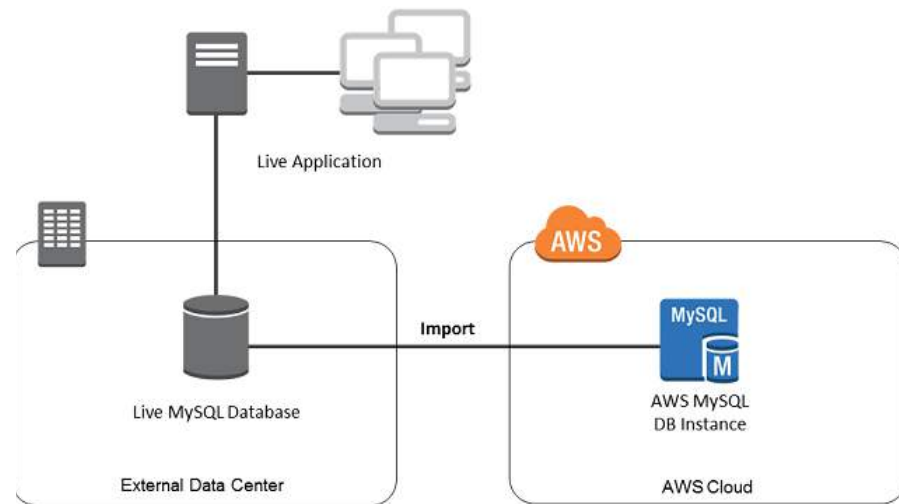 Live Application
AWS
Import
MySQL
M
Live MySQL Database
AWS MySQL
DB Instance
External Data Center
AWS Cloud